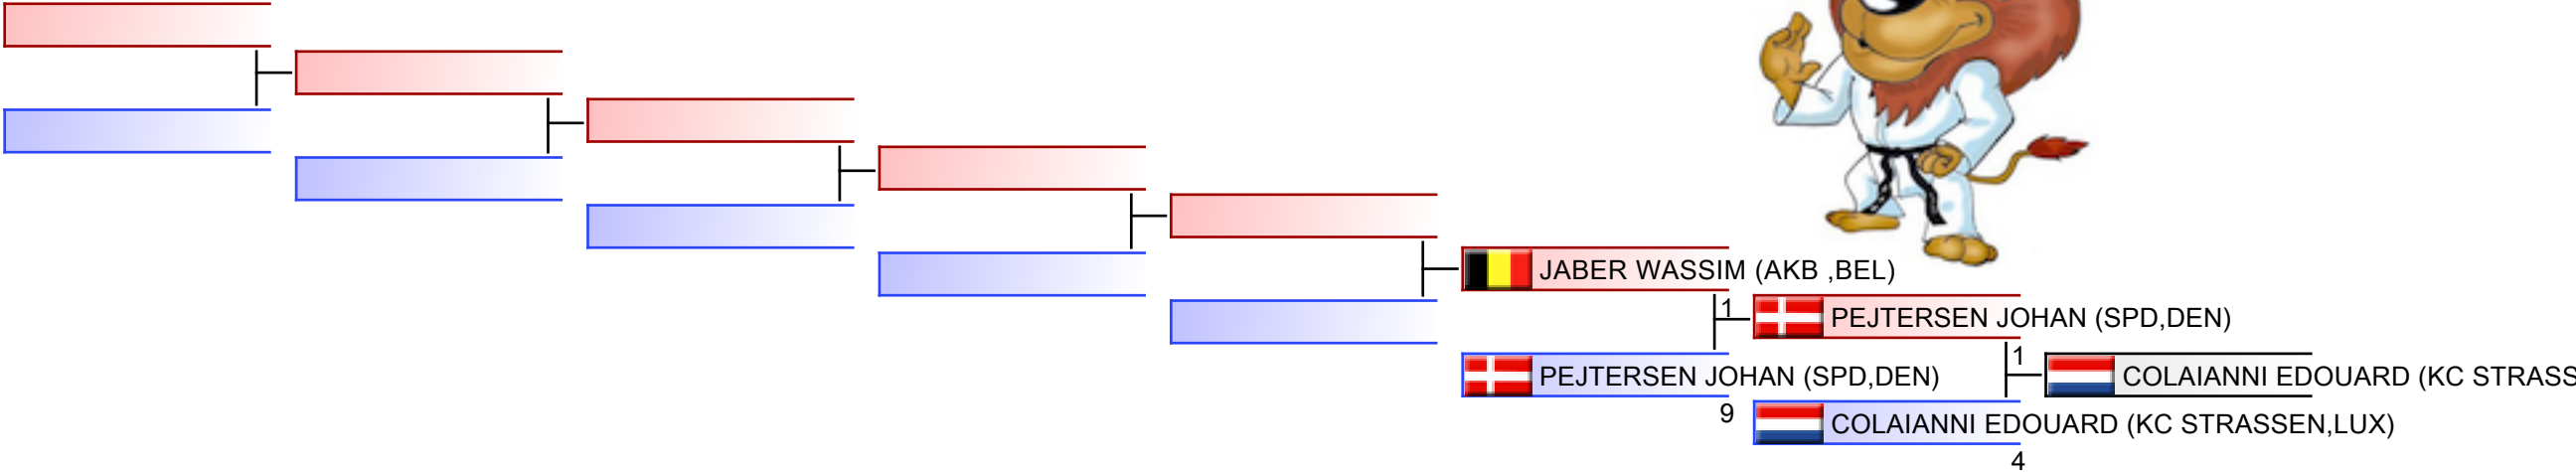 JABER WASSIM (AKB ,BEL)
1
PEJTERSEN JOHAN (SPD,DEN)
1
PEJTERSEN JOHAN (SPD,DEN)
COLAIANNI EDOUARD (KC STRASS
9
COLAIANNI EDOUARD (KC STRASSEN,LUX)
4